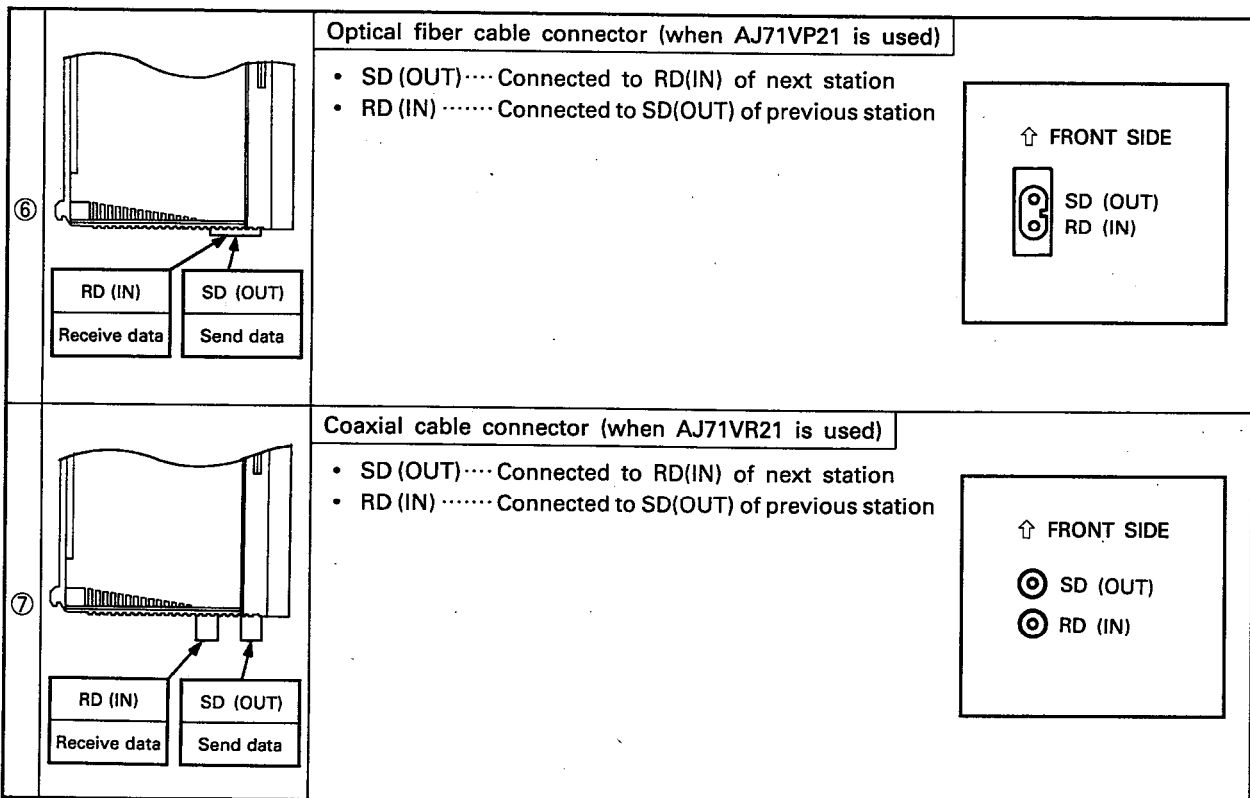 ⑥
RD (IN)
Receive data
SD (OUT)
Send data
Optical fiber cable connector (when AJ71VP21 is used)
• SD (OUT)···· Connected to RD(IN) of next station
• RD (IN) ······· Connected to SD(OUT) of previous station
⇧ FRONT SIDE
SD (OUT)
RD (IN)
⑦
RD (IN)
Receive data
SD (OUT)
Send data
Coaxial cable connector (when AJ71VR21 is used)
• SD (OUT)···· Connected to RD(IN) of next station
• RD (IN) ······· Connected to SD(OUT) of previous station
⇧ FRONT SIDE
SD (OUT)
RD (IN)